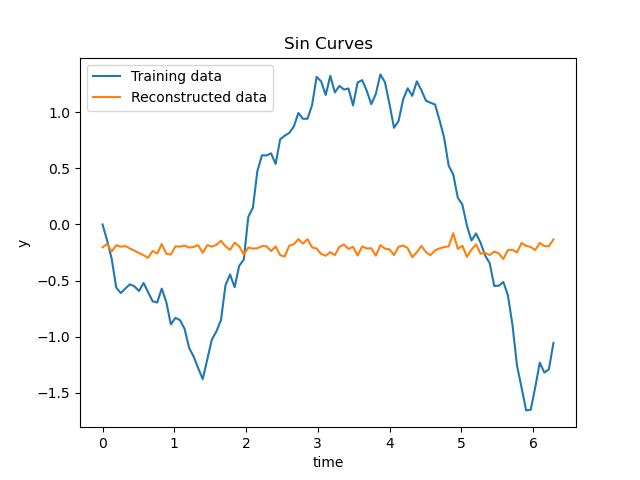 Sin Curves
Training data
Reconstructed data
1.0
0.5
0.0
−0.5
−1.0
−1.5
y
0 1 2 3 4 5 6
time